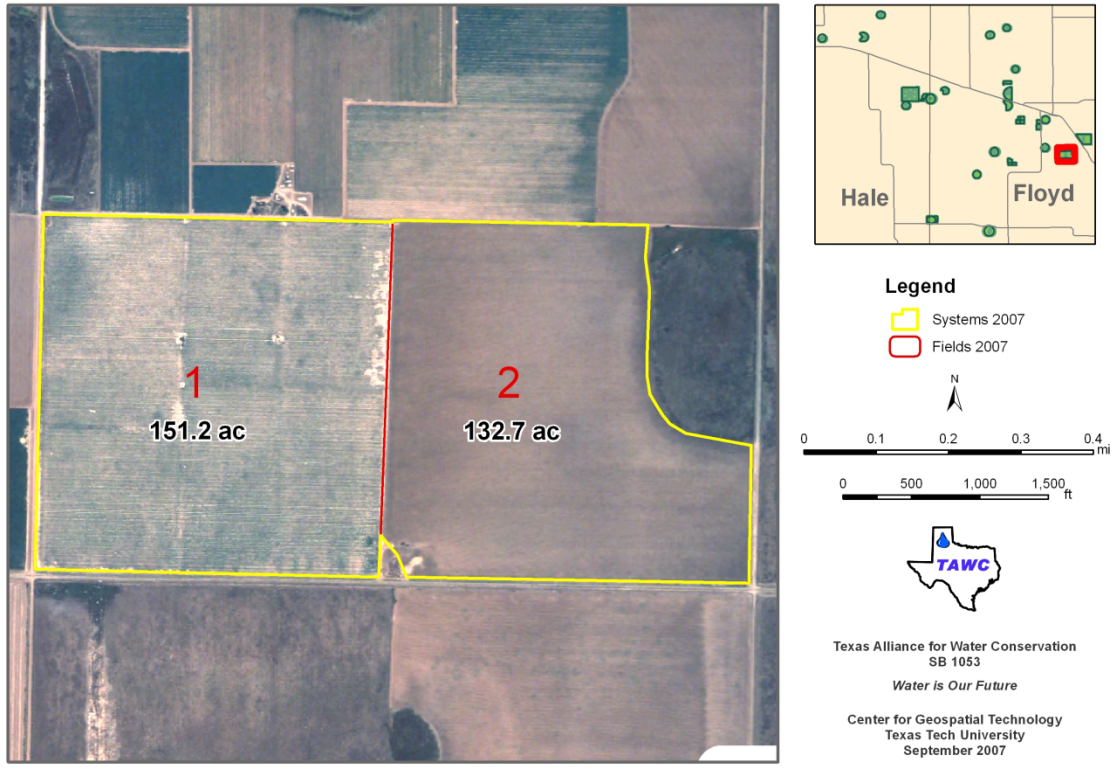 1
151.2 ac
2
132.7 ac
Hale
Floyd
Legend
Systems 2007
Fields 2007
N
0 0.1 0.2 0.3 0.4
mi
0 500 1,000 1,500
ft
TAWC
Texas Alliance for Water Conservation
SB 1053
Water is Our Future
Center for Geospatial Technology
Texas Tech University
September 2007